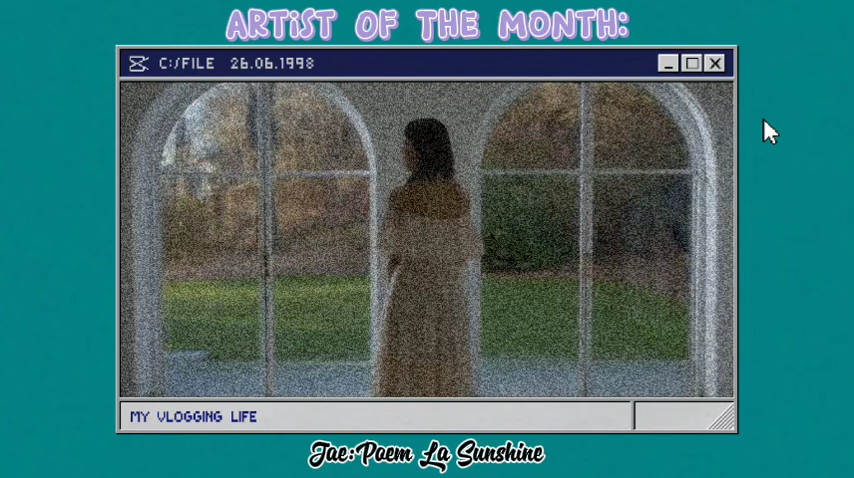 ARTiST OF THE MONTH:
C:/FILE 26.06.1998
MY VLOGGING LIFE
Jae:Poem La Sunshine